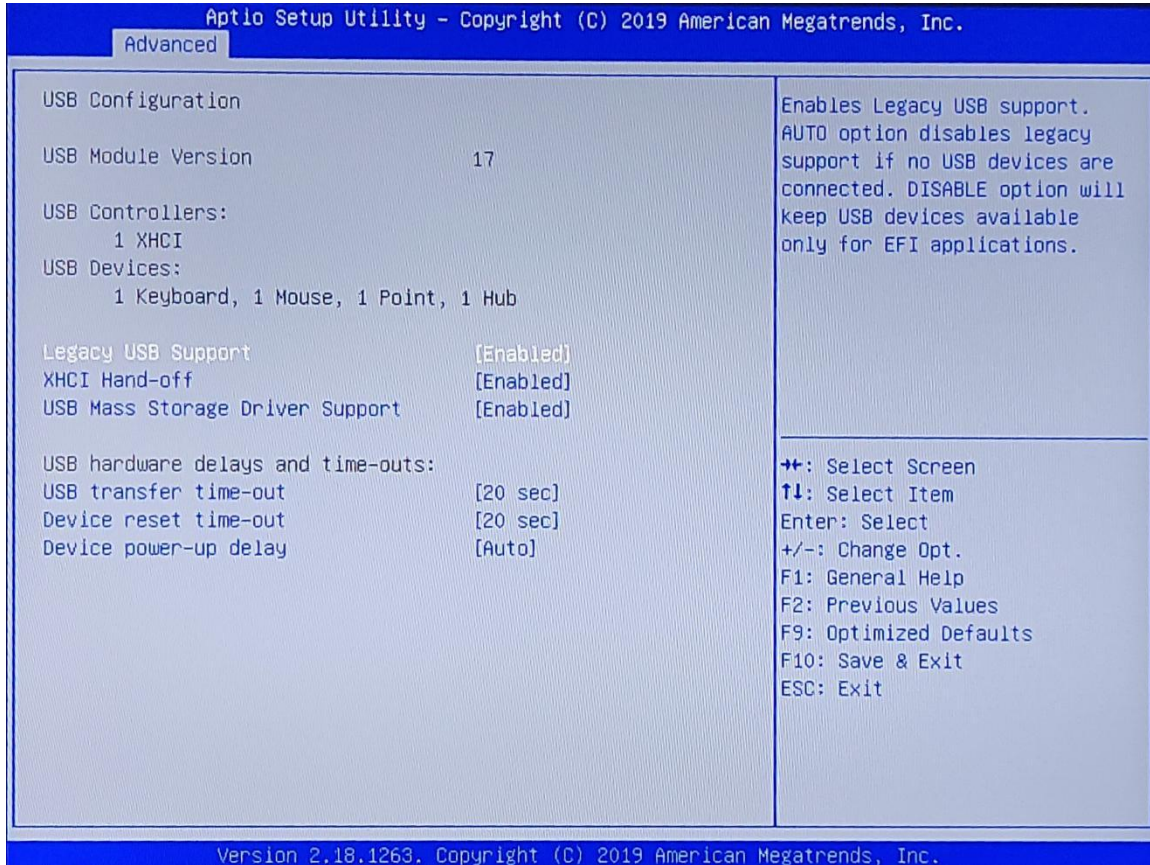 Aptio Setup Utility – Copyright (C) 2019 American Megatrends, Inc.
Advanced
USB Configuration
USB Module Version 17
USB Controllers:
1 XHCI
USB Devices:
1 Keyboard, 1 Mouse, 1 Point, 1 Hub
Legacy USB Support [Enabled]
XHCI Hand-off [Enabled]
USB Mass Storage Driver Support [Enabled]
USB hardware delays and time-outs:
USB transfer time-out [20 sec]
Device reset time-out [20 sec]
Device power-up delay [Auto]
Enables Legacy USB support.
AUTO option disables legacy
support if no USB devices are
connected. DISABLE option will
keep USB devices available
only for EFI applications.
→←: Select Screen
↑↓: Select Item
Enter: Select
+/-: Change Opt.
F1: General Help
F2: Previous Values
F9: Optimized Defaults
F10: Save & Exit
ESC: Exit
Version 2.18.1263. Copyright (C) 2019 American Megatrends, Inc.